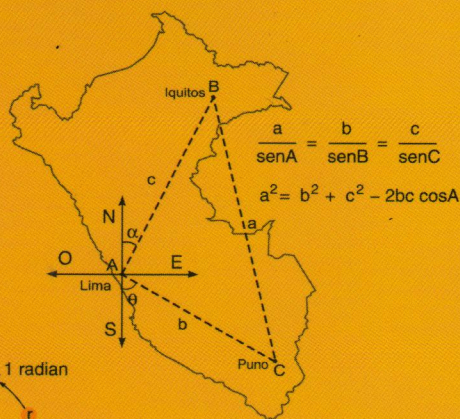 B
Iquitos
a/senA = b/senB = c/senC
a² = b² + c² – 2bc cosA
c
a
N
α
O
A
E
Lima
θ
S
b
Puno
C
1 radian
r